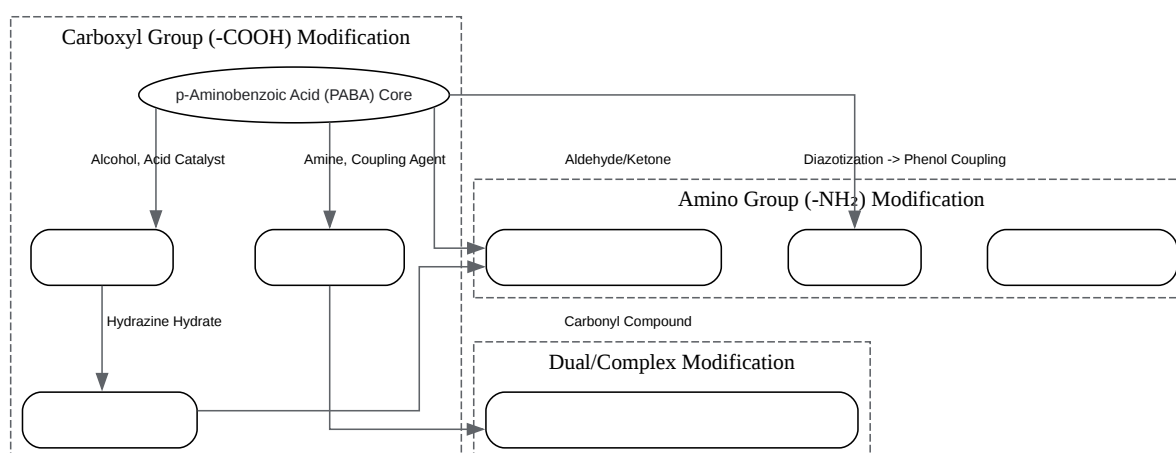 Carboxyl Group (-COOH) Modification
p-Aminobenzoic Acid (PABA) Core
Alcohol, Acid Catalyst
Amine, Coupling Agent
Aldehyde/Ketone
Diazotization -> Phenol Coupling
Amino Group (-NH₂) Modification
Hydrazine Hydrate
Carbonyl Compound
Dual/Complex Modification